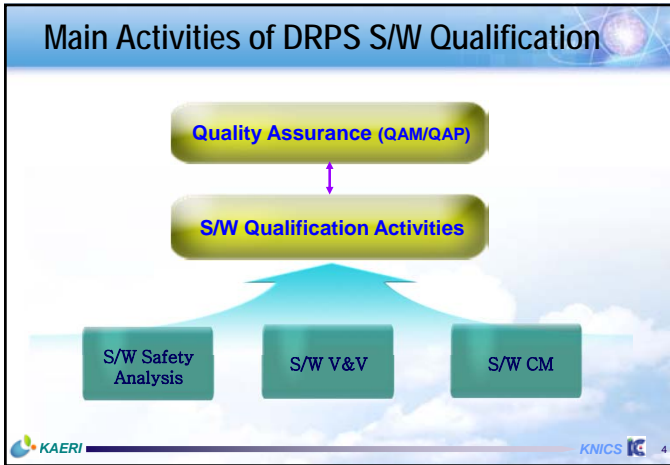 Main Activities of DRPS S/W Qualification
Quality Assurance (QAM/QAP)
S/W Qualification Activities
S/W Safety
Analysis
S/W V&V
S/W CM
KAERI
KNICS
4